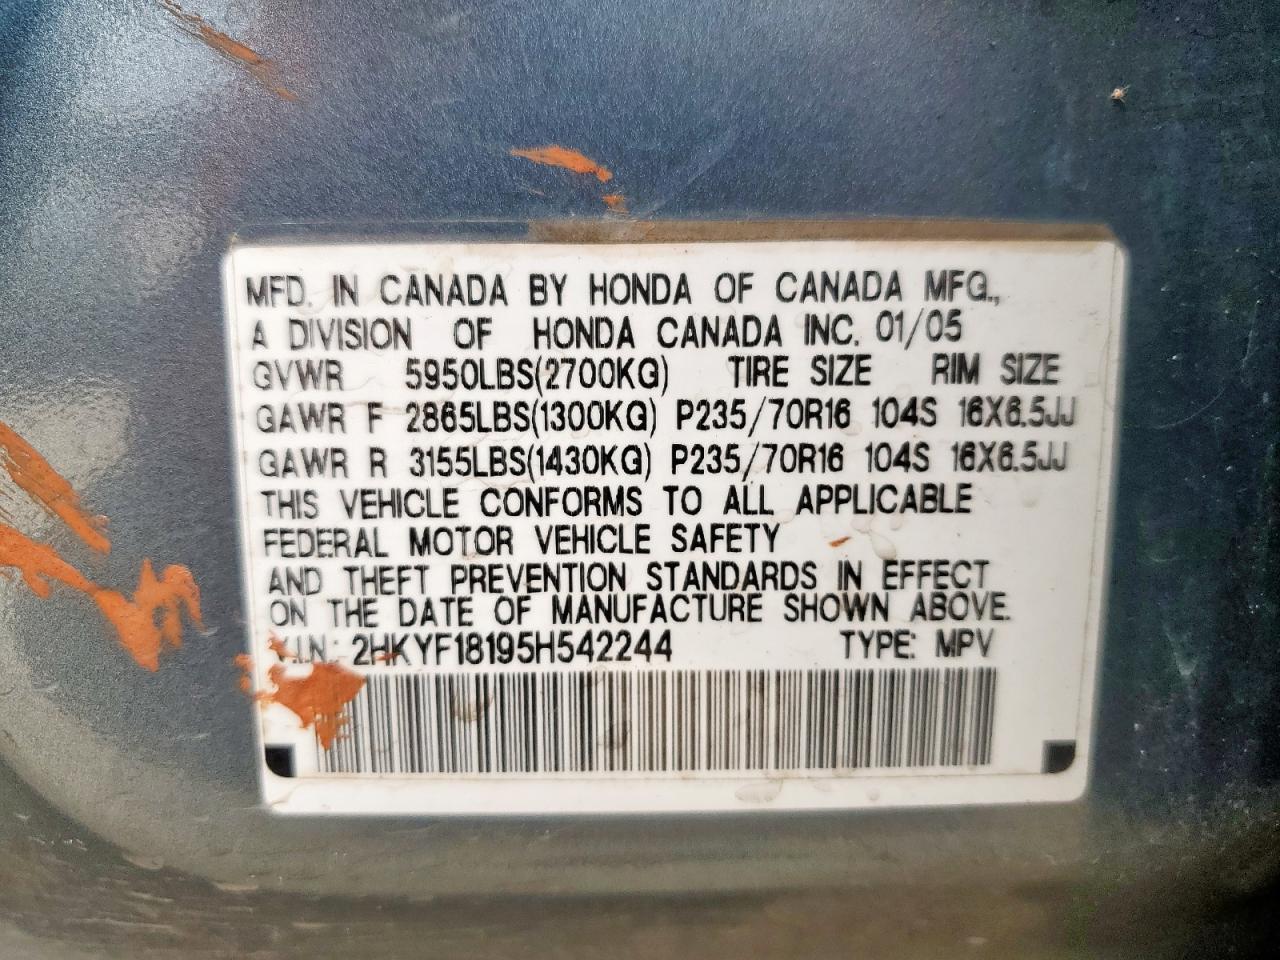 MFD. IN CANADA BY HONDA OF CANADA MFG.,
A DIVISION OF HONDA CANADA INC. 01/05
GVWR 5950LBS(2700KG) TIRE SIZE RIM SIZE
GAWR F 2865LBS(1300KG) P235/70R16 104S 16X6.5JJ
GAWR R 3155LBS(1430KG) P235/70R16 104S 16X6.5JJ
THIS VEHICLE CONFORMS TO ALL APPLICABLE
FEDERAL MOTOR VEHICLE SAFETY
AND THEFT PREVENTION STANDARDS IN EFFECT
ON THE DATE OF MANUFACTURE SHOWN ABOVE.
V.I.N: 2HKYF18195H542244 TYPE: MPV